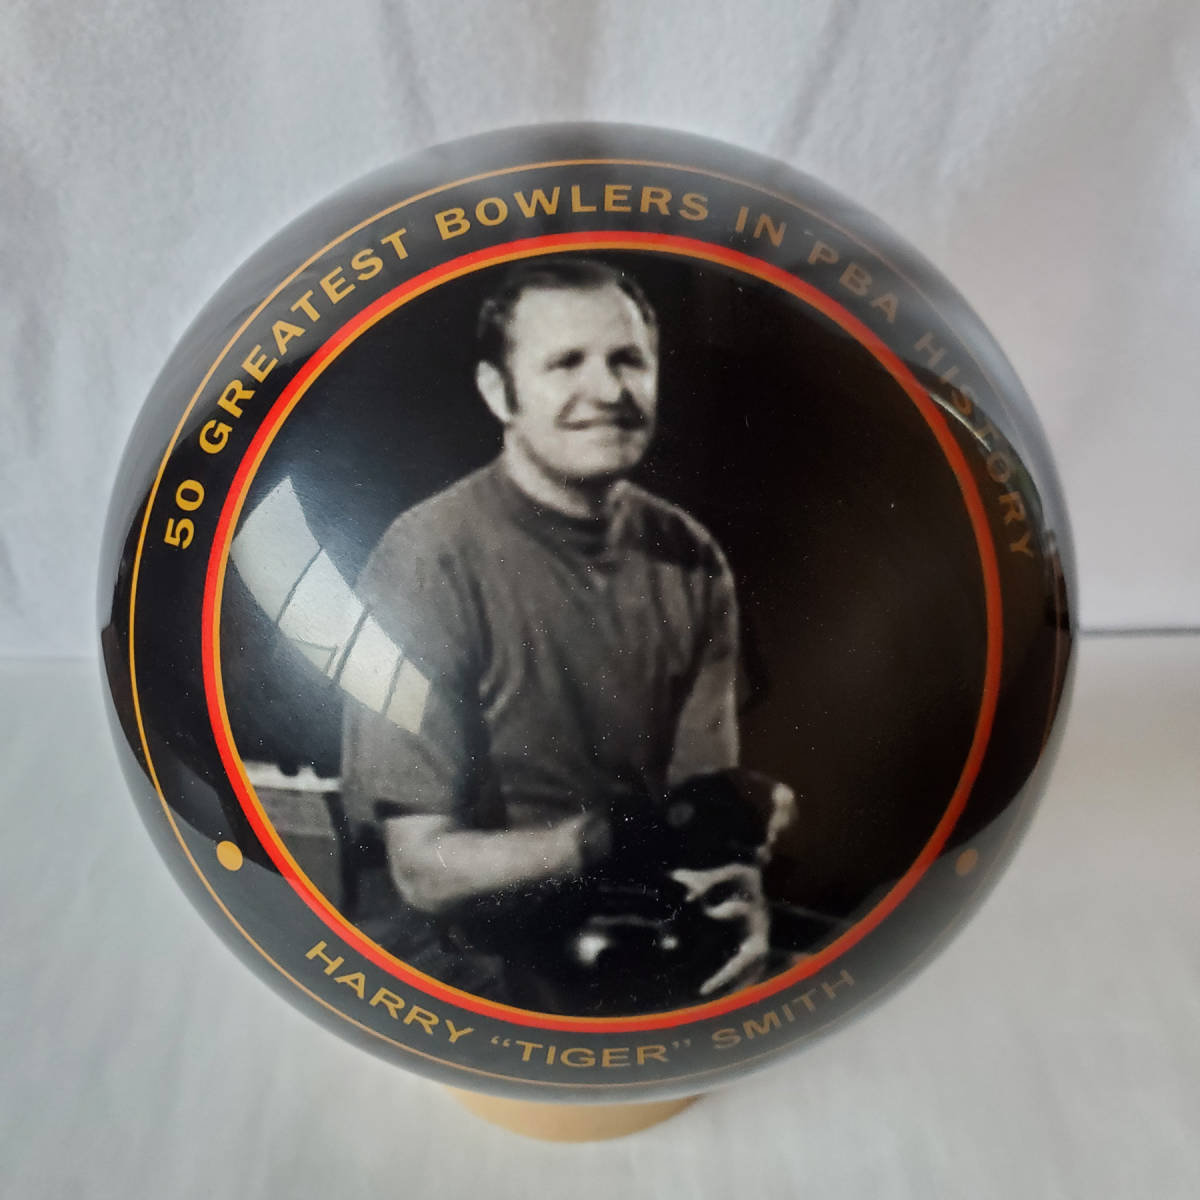 50 GREATEST BOWLERS IN PBA HISTORY
HARRY “TIGER” SMITH